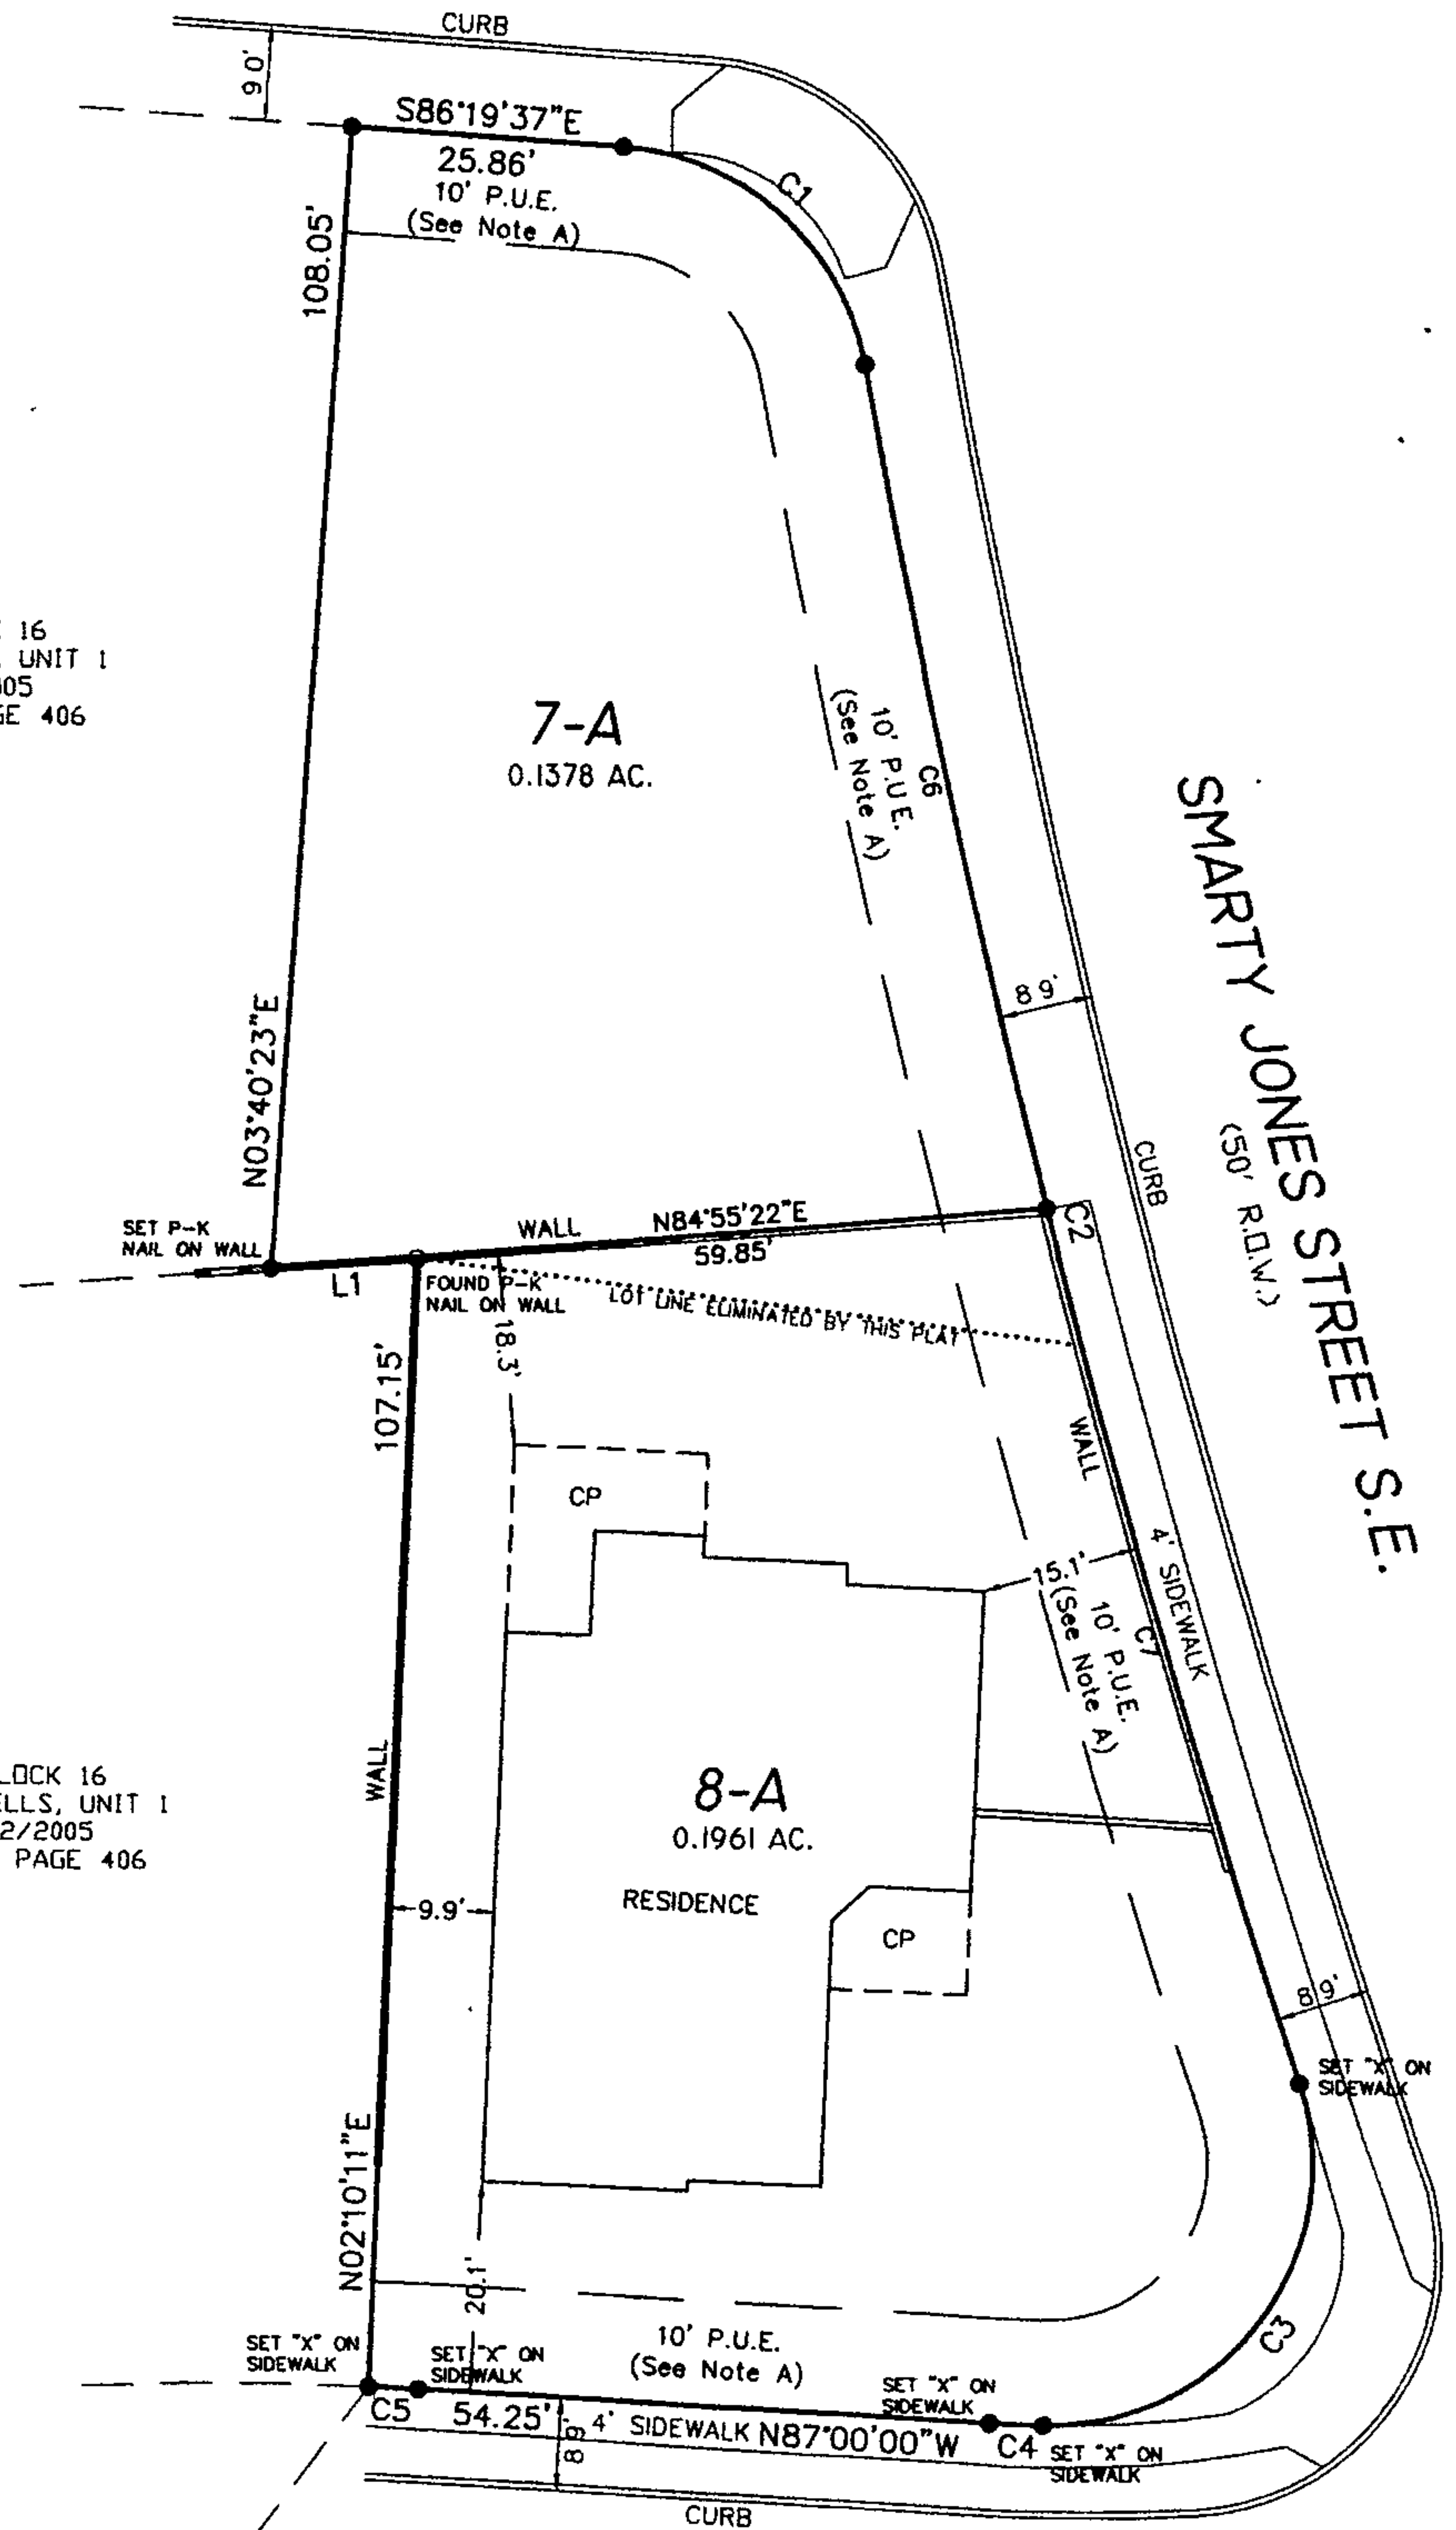 CURB
9.0'
S86°19'37"E
25.86'
10' P.U.E.
(See Note A)
C1
108.05'
16
UNIT 1
GE 406
7-A
0.1378 AC.
10' P.U.E.
(See Note A)
C6
SMARTY JONES STREET S.E.
(50' R.O.W.)
8.9'
N03°40'23"E
CURB
SET P-K
NAIL ON WALL
L1
WALL
N84°55'22"E
59.85'
C2
FOUND P-K
NAIL ON WALL
LOT LINE ELIMINATED BY THIS PLAT
18.3'
107.15'
WALL
CP
15.1'
10' P.U.E.
(See Note A)
C7
4' SIDEWALK
LOCK 16
ELLS, UNIT 1
2/2005
PAGE 406
WALL
8-A
0.1961 AC.
RESIDENCE
9.9'
CP
8.9'
SET "X" ON
SIDEWALK
N02°10'11"E
20.1'
10' P.U.E.
(See Note A)
C3
SET "X" ON
SIDEWALK
SET "X" ON
SIDEWALK
SET "X" ON
SIDEWALK
C5
54.25'
4' SIDEWALK
N87°00'00"W
C4
SET "X" ON
SIDEWALK
CURB